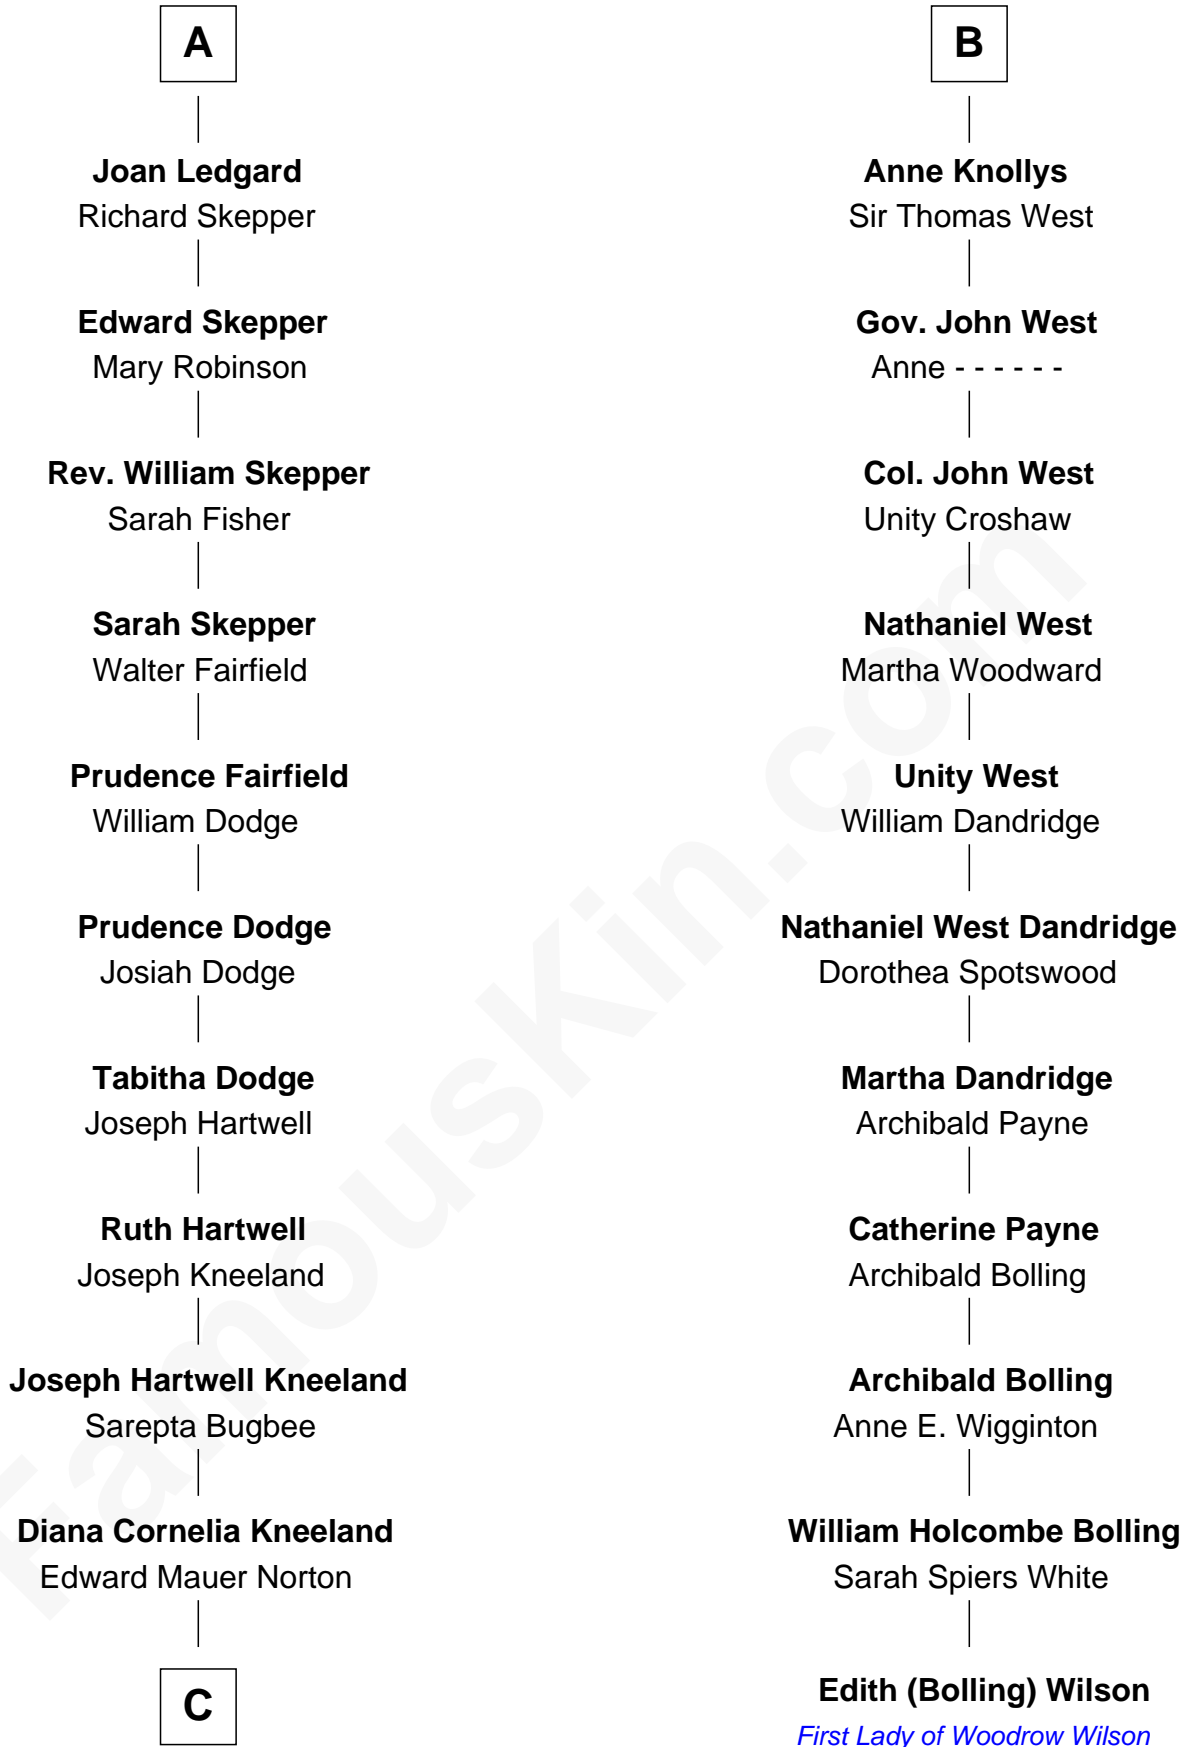 A
Joan Ledgard
Richard Skepper
Edward Skepper
Mary Robinson
Rev. William Skepper
Sarah Fisher
Sarah Skepper
Walter Fairfield
Prudence Fairfield
William Dodge
Prudence Dodge
Josiah Dodge
Tabitha Dodge
Joseph Hartwell
Ruth Hartwell
Joseph Kneeland
Joseph Hartwell Kneeland
Sarepta Bugbee
Diana Cornelia Kneeland
Edward Mauer Norton
C
B
Anne Knollys
Sir Thomas West
Gov. John West
Anne - - - - - -
Col. John West
Unity Croshaw
Nathaniel West
Martha Woodward
Unity West
William Dandridge
Nathaniel West Dandridge
Dorothea Spotswood
Martha Dandridge
Archibald Payne
Catherine Payne
Archibald Bolling
Archibald Bolling
Anne E. Wigginton
William Holcombe Bolling
Sarah Spiers White
Edith (Bolling) Wilson
First Lady of Woodrow Wilson
FamousKin.com